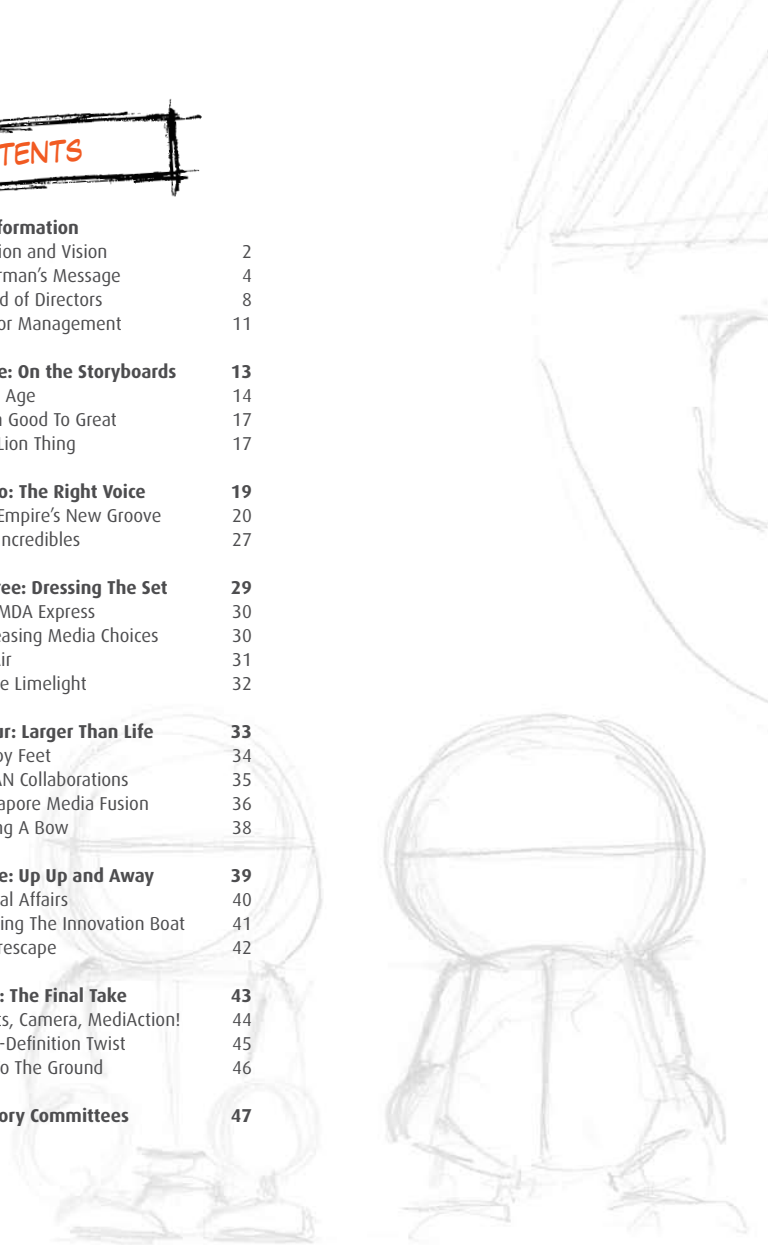 TENTS
formation
ion and Vision 2
rman's Message 4
d of Directors 8
or Management 11
e: On the Storyboards 13
Age 14
n Good To Great 17
Lion Thing 17
o: The Right Voice 19
Empire's New Groove 20
ncredibles 27
ree: Dressing The Set 29
MDA Express 30
easing Media Choices 30
ir 31
e Limelight 32
ur: Larger Than Life 33
py Feet 34
AN Collaborations 35
apore Media Fusion 36
ng A Bow 38
e: Up Up and Away 39
al Affairs 40
ing The Innovation Boat 41
rescape 42
: The Final Take 43
ts, Camera, MediAction! 44
-Definition Twist 45
o The Ground 46
ory Committees 47